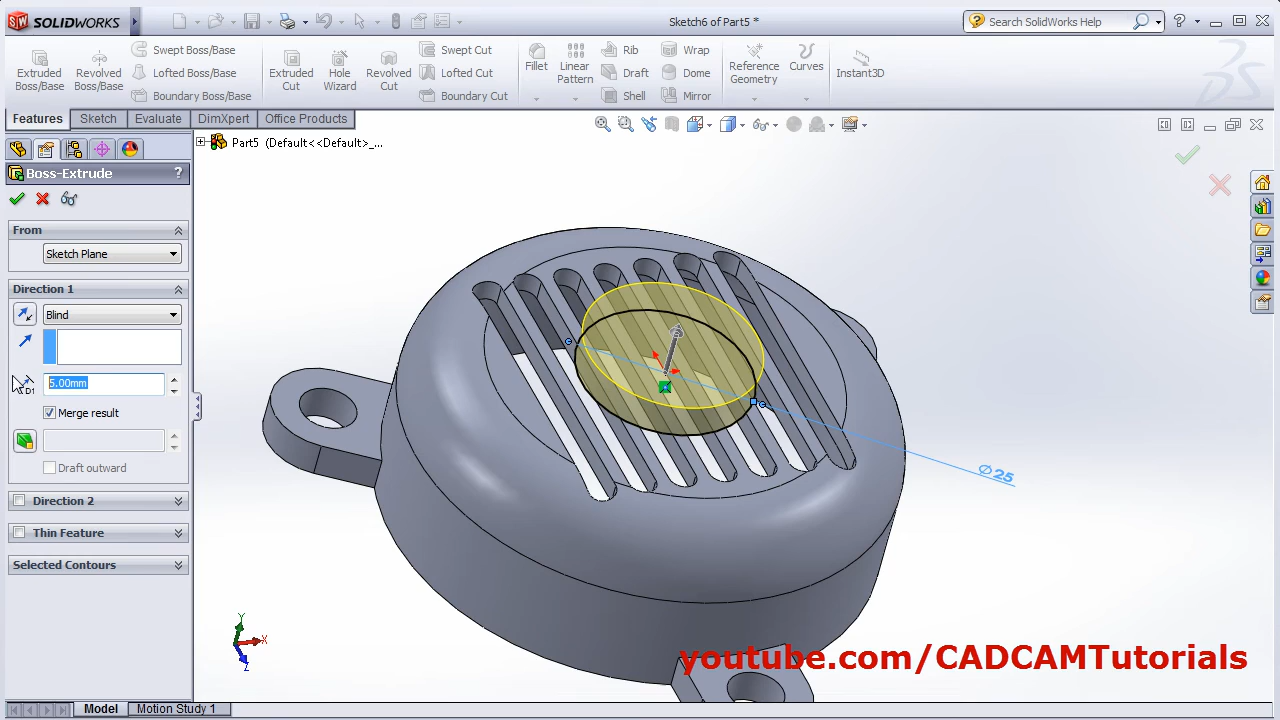 SOLIDWORKS
Sketch6 of Part5 *
Search SolidWorks Help
Extruded Boss/Base
Revolved Boss/Base
Swept Boss/Base
Lofted Boss/Base
Boundary Boss/Base
Extruded Cut
Hole Wizard
Revolved Cut
Swept Cut
Lofted Cut
Boundary Cut
Fillet
Linear Pattern
Rib
Draft
Shell
Wrap
Dome
Mirror
Reference Geometry
Curves
Instant3D
Features
Sketch
Evaluate
DimXpert
Office Products
Part5 (Default<<Default>_...
Boss-Extrude
?
From
Sketch Plane
Direction 1
Blind
D1
5.00mm
Merge result
Draft outward
Direction 2
Thin Feature
Selected Contours
Ø25
Y
X
Z
youtube.com/CADCAMTutorials
Model
Motion Study 1